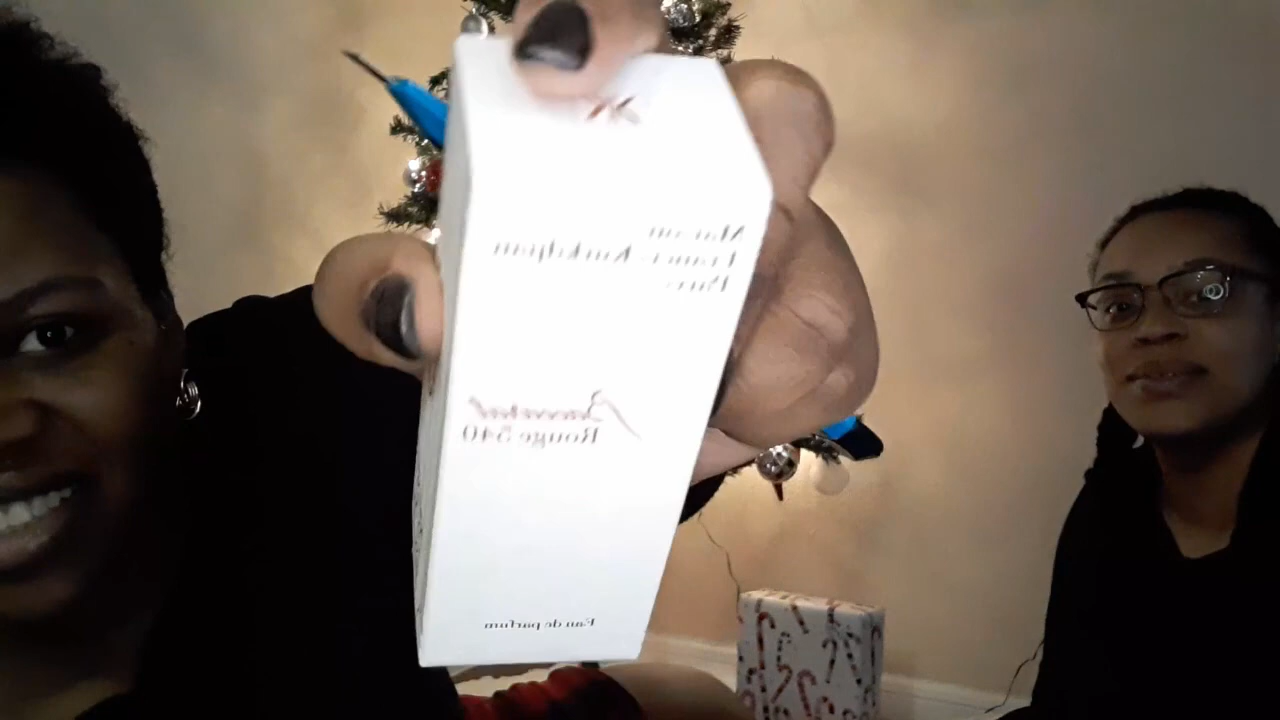 Maison
Francis Kurkdjian
Paris
Baccarat
Rouge 540
Eau de parfum